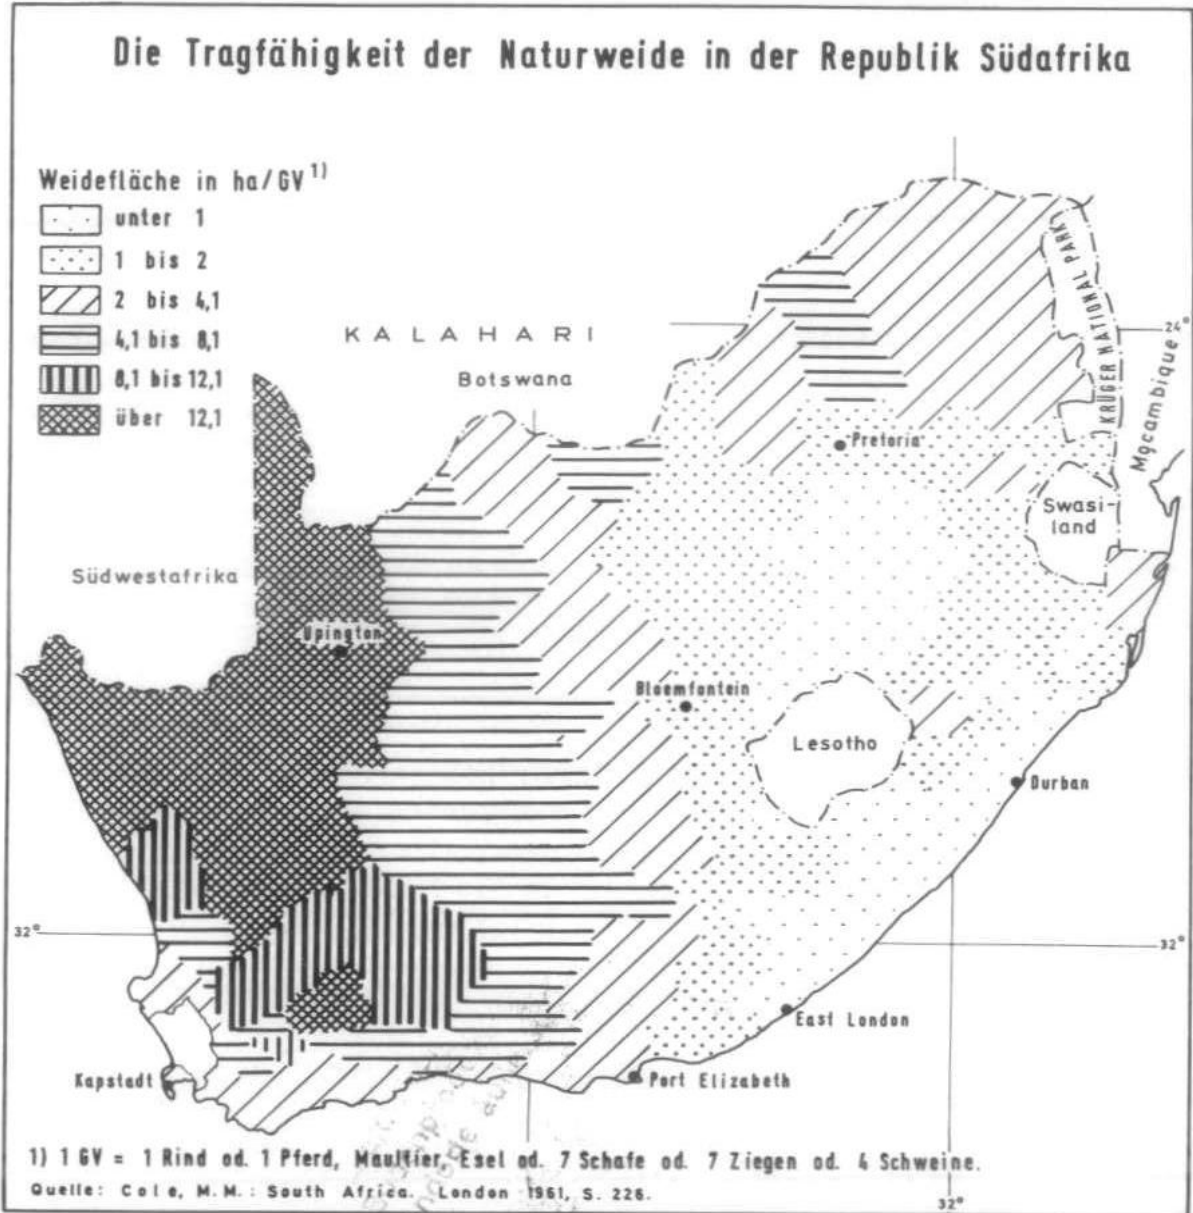 Die Tragfähigkeit der Naturweide in der Republik Südafrika
Weidefläche in ha/GV 1)
unter 1
1 bis 2
2 bis 4,1
4,1 bis 8,1
8,1 bis 12,1
über 12,1
KALAHARI
Botswana
Südwestafrika
Upington
Pretoria
KRÜGER NATIONAL PARK
24°
Moçambique
Swasi-
land
Bloemfontein
Lesotho
Durban
32°
32°
East London
Port Elizabeth
Kapstadt
1) 1 GV = 1 Rind od. 1 Pferd, Maultier, Esel od. 7 Schafe od. 7 Ziegen od. 4 Schweine.
Quelle: Cole, M.M.: South Africa. London 1961, S. 226.
32°